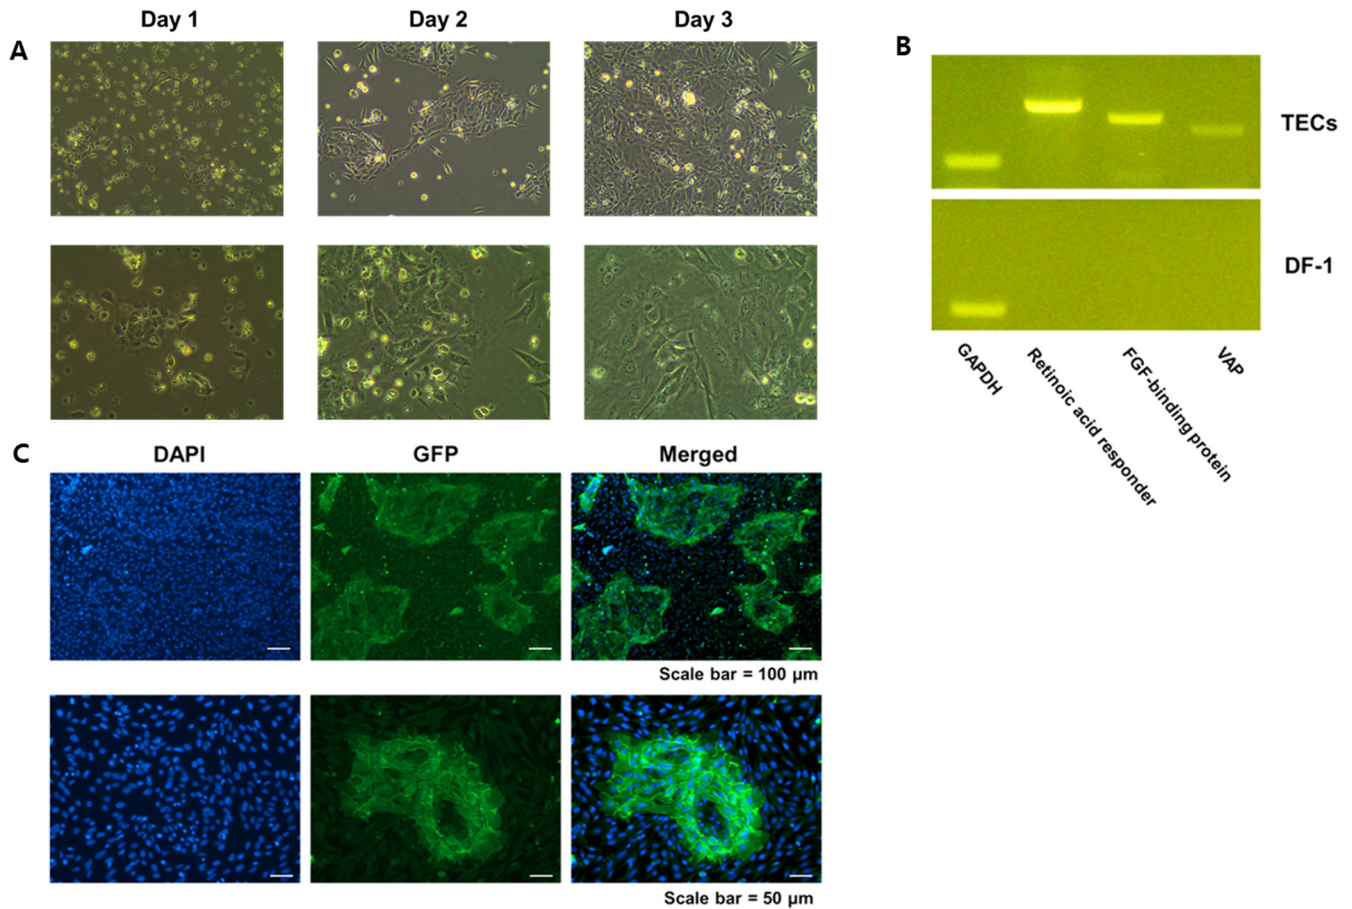 Day 1
Day 2
Day 3
A
B
TECs
DF-1
GAPDH
Retinoic acid responder
FGF-binding protein
VAP
C
DAPI
GFP
Merged
Scale bar = 100 μm
Scale bar = 50 μm